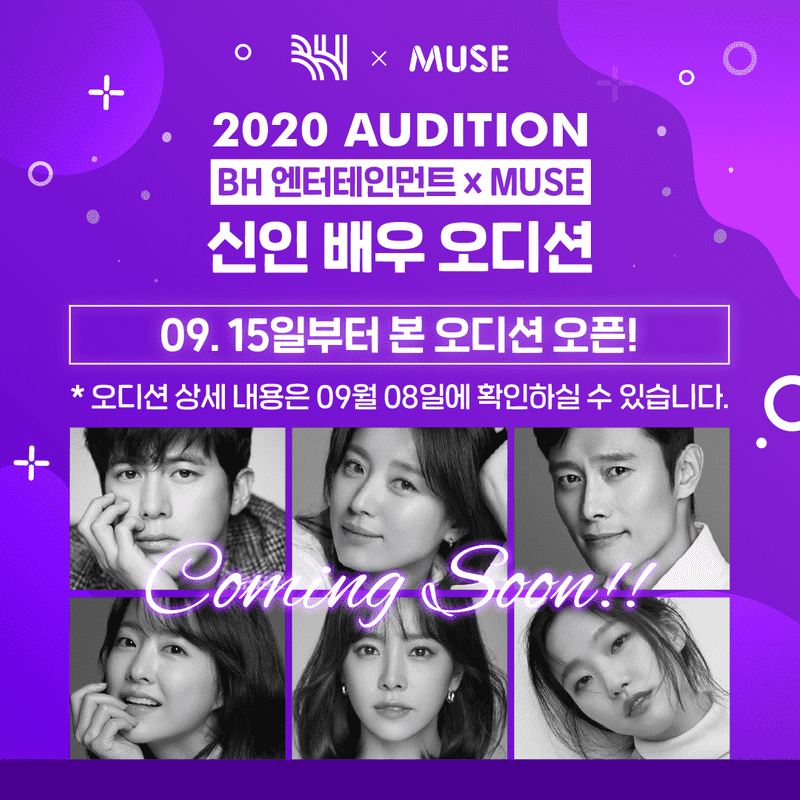 BH × MUSE
2020 AUDITION
BH 엔터테인먼트 x MUSE
신인 배우 오디션
09. 15일부터 본 오디션 오픈!
* 오디션 상세 내용은 09월 08일에 확인하실 수 있습니다.
Coming Soon!!